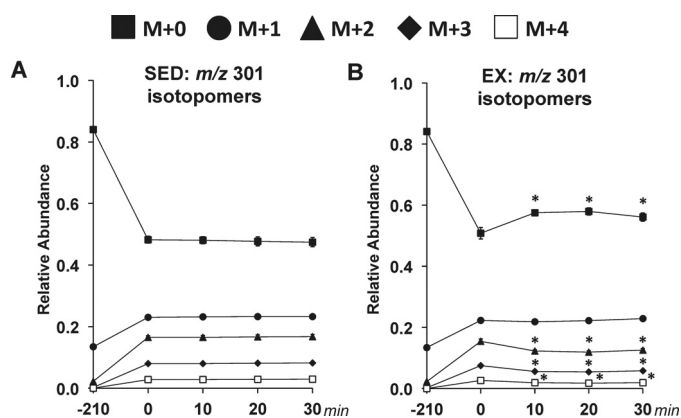 M+0 M+1 M+2 M+3 M+4
A
SED: m/z 301
isotopomers
Relative Abundance
1.0
0.8
0.6
0.4
0.2
0.0
-210 0 10 20 30 min
B
EX: m/z 301
isotopomers
Relative Abundance
1.0
0.8
0.6
0.4
0.2
0.0
* * *
* * *
* * *
* * *
-210 0 10 20 30 min